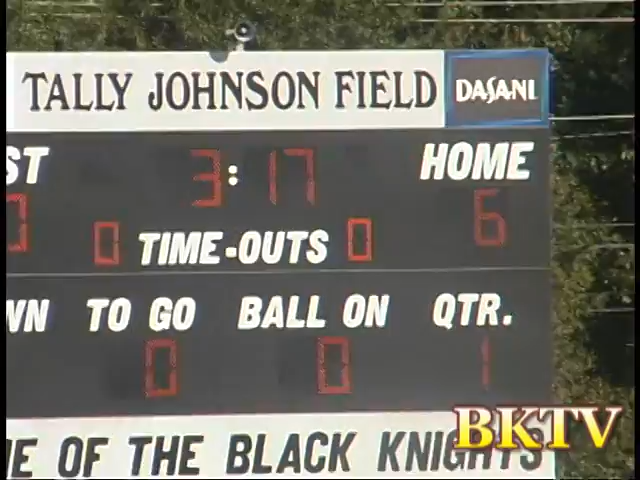 TALLY JOHNSON FIELD DASANI
ST 3:17 HOME
0 TIME-OUTS 0 6
WN TO GO BALL ON QTR.
0 0 1
BKTV
E OF THE BLACK KNIGHTS